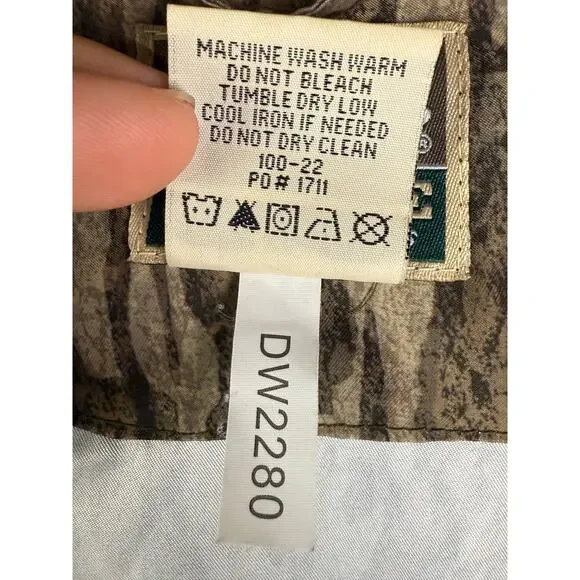 MACHINE WASH WARM
DO NOT BLEACH
TUMBLE DRY LOW
COOL IRON IF NEEDED
DO NOT DRY CLEAN
100-22
PO# 1711
E
DW2280